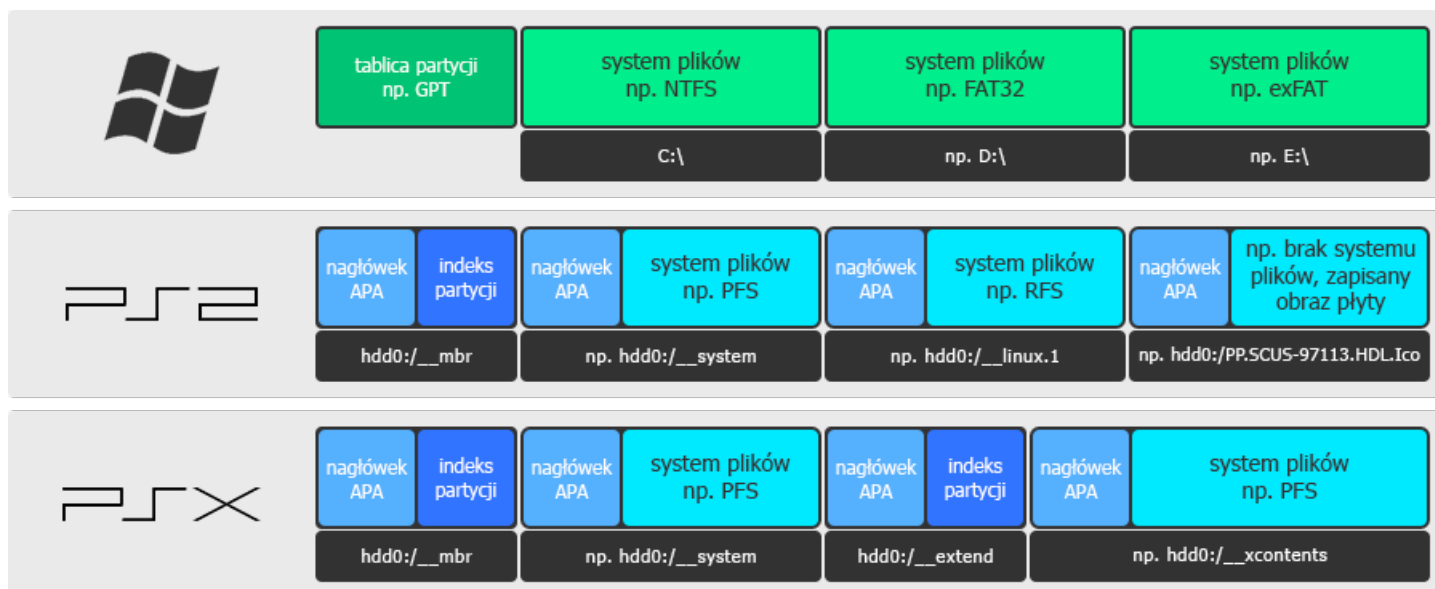 tablica partycji
np. GPT
system plików
np. NTFS
system plików
np. FAT32
system plików
np. exFAT
C:\
np. D:\
np. E:\
PS2
nagłówek
APA
indeks
partycji
nagłówek
APA
system plików
np. PFS
nagłówek
APA
system plików
np. RFS
nagłówek
APA
np. brak systemu
plików, zapisany
obraz płyty
hdd0:/__mbr
np. hdd0:/__system
np. hdd0:/__linux.1
np. hdd0:/PP.SCUS-97113.HDL.Ico
PSX
nagłówek
APA
indeks
partycji
nagłówek
APA
system plików
np. PFS
nagłówek
APA
indeks
partycji
nagłówek
APA
system plików
np. PFS
hdd0:/__mbr
np. hdd0:/__system
hdd0:/__extend
np. hdd0:/__xcontents